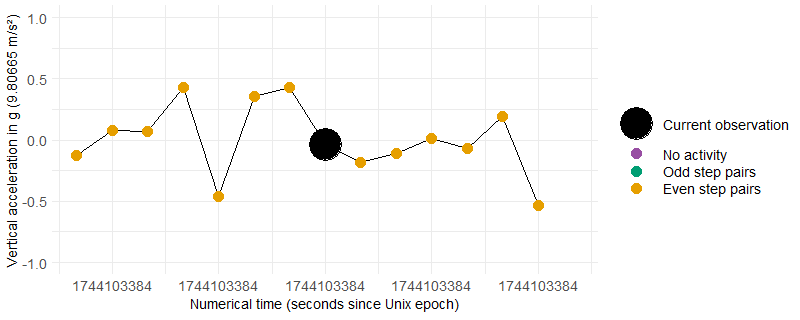 Vertical acceleration in g (9.80665 m/s²)
1.0
0.5
0.0
-0.5
-1.0
1744103384 1744103384 1744103384 1744103384 1744103384
Numerical time (seconds since Unix epoch)
Current observation
No activity
Odd step pairs
Even step pairs